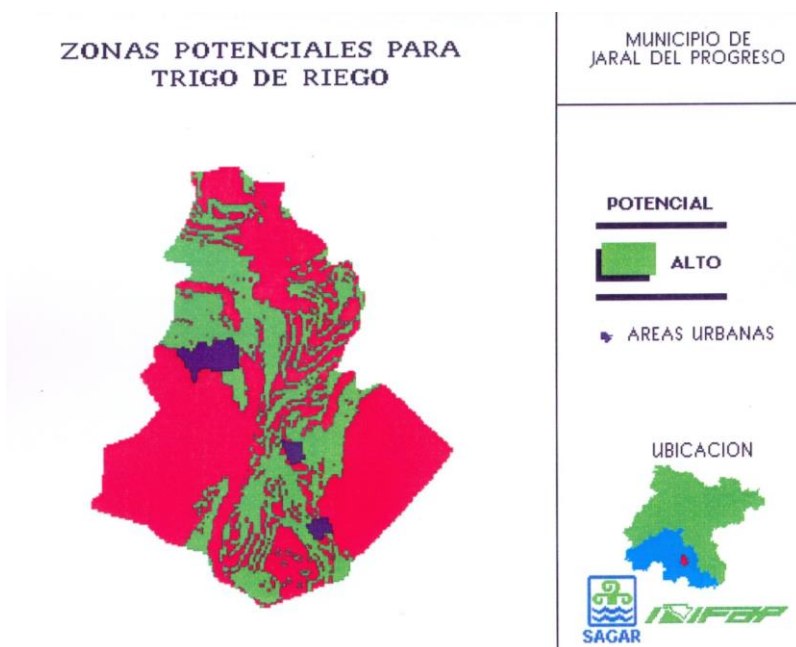 ZONAS POTENCIALES PARA
TRIGO DE RIEGO
MUNICIPIO DE
JARAL DEL PROGRESO
POTENCIAL
ALTO
AREAS URBANAS
UBICACION
SAGAR
INIFAP